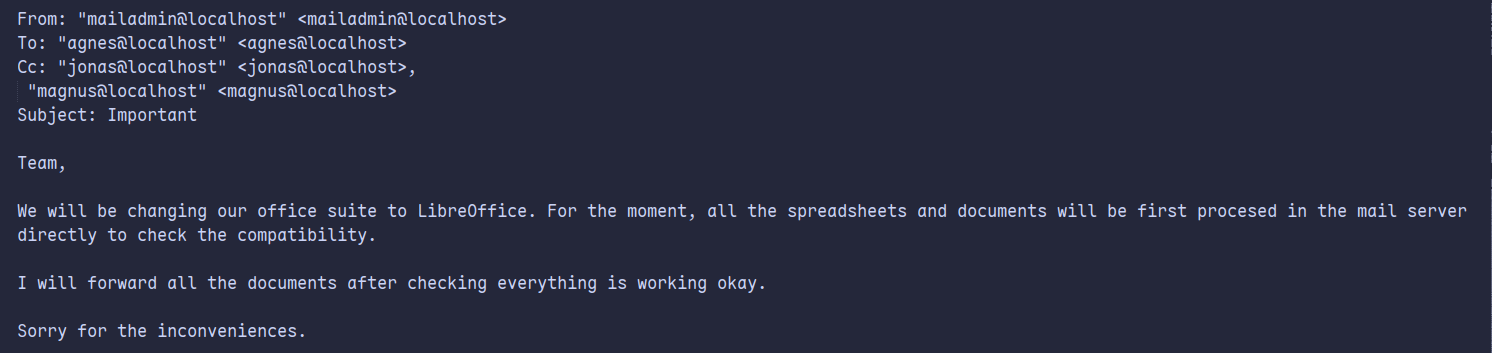 From: "mailadmin@localhost" <mailadmin@localhost>
To: "agnes@localhost" <agnes@localhost>
Cc: "jonas@localhost" <jonas@localhost>,
"magnus@localhost" <magnus@localhost>
Subject: Important
Team,
We will be changing our office suite to LibreOffice. For the moment, all the spreadsheets and documents will be first procesed in the mail server
directly to check the compatibility.
I will forward all the documents after checking everything is working okay.
Sorry for the inconveniences.